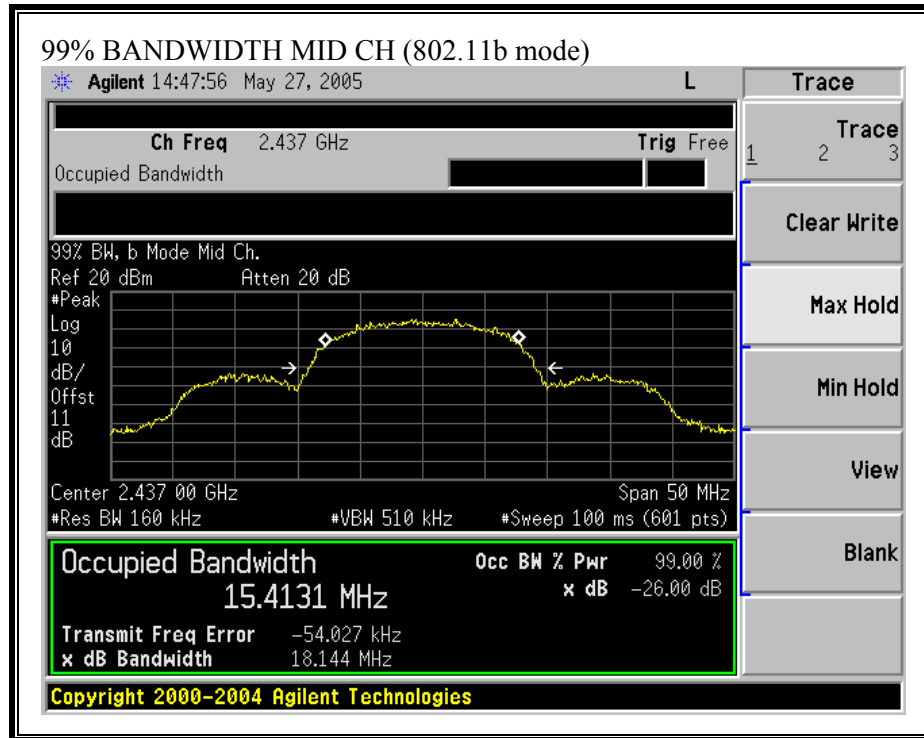 99% BANDWIDTH MID CH (802.11b mode)
Agilent 14:47:56 May 27, 2005 L
Trace
Ch Freq 2.437 GHz Trig Free
Occupied Bandwidth
Trace
1 2 3
Clear Write
Max Hold
Min Hold
View
Blank
99% BW, b Mode Mid Ch.
Ref 20 dBm Atten 20 dB
#Peak
Log
10
dB/
Offst
11
dB
Center 2.437 00 GHz Span 50 MHz
#Res BW 160 kHz #VBW 510 kHz #Sweep 100 ms (601 pts)
Occupied Bandwidth
15.4131 MHz
Occ BW % Pwr 99.00 %
x dB -26.00 dB
Transmit Freq Error -54.027 kHz
x dB Bandwidth 18.144 MHz
Copyright 2000-2004 Agilent Technologies